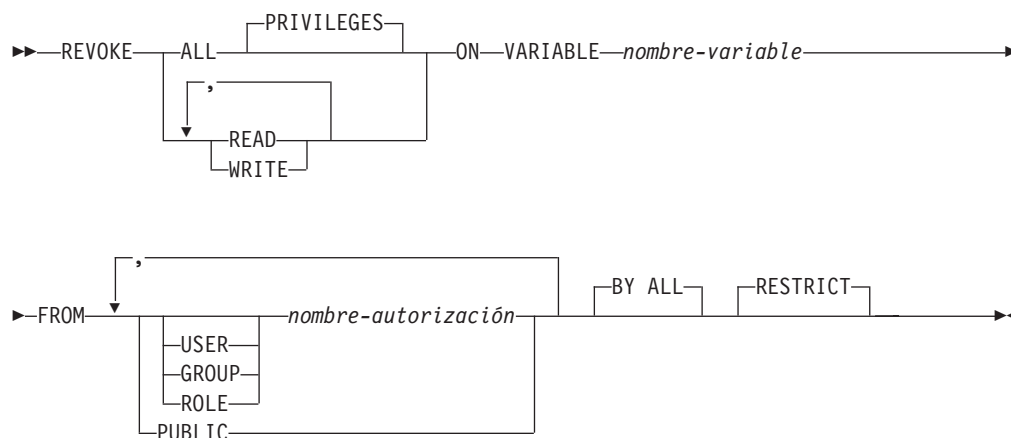 PRIVILEGES
REVOKE ALL ON VARIABLE nombre-variable
,
READ
WRITE
,
BY ALL RESTRICT
FROM nombre-autorización
USER
GROUP
ROLE
PUBLIC